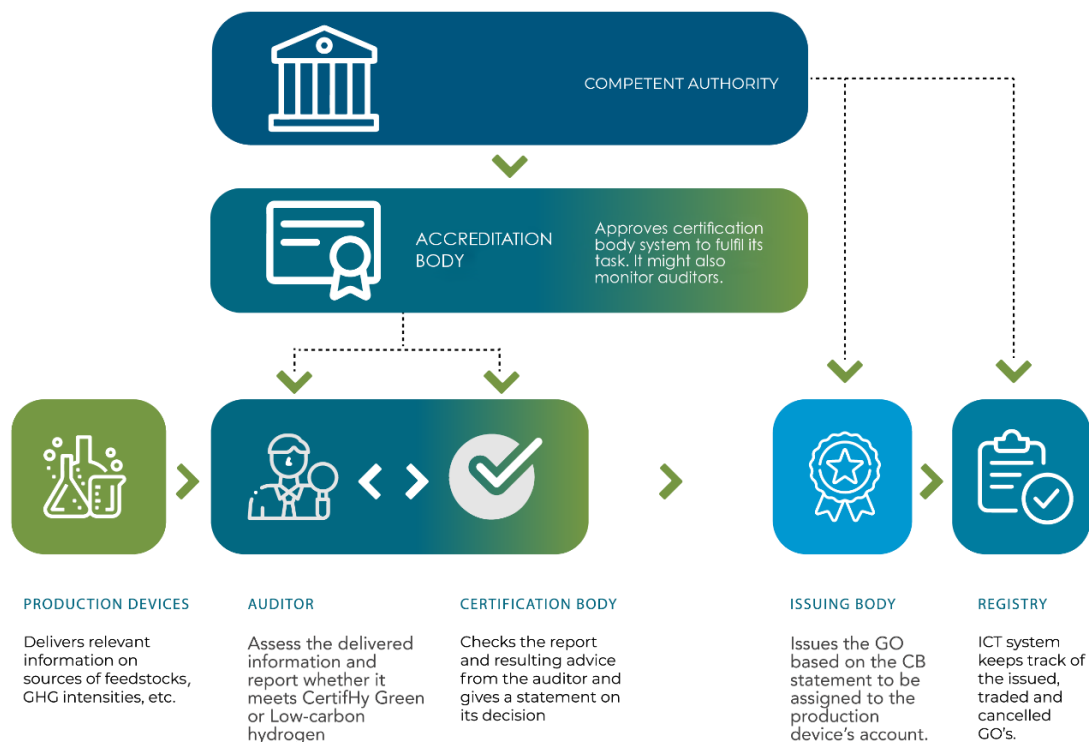 COMPETENT AUTHORITY
ACCREDITATION
BODY
Approves certification
body system to fulfil its
task. It might also
monitor auditors.
PRODUCTION DEVICES
Delivers relevant
information on
sources of feedstocks,
GHG intensities, etc.
AUDITOR
Assess the delivered
information and
report whether it
meets CertifHy Green
or Low-carbon
hydrogen
CERTIFICATION BODY
Checks the report
and resulting advice
from the auditor and
gives a statement on
its decision
ISSUING BODY
Issues the GO
based on the CB
statement to be
assigned to the
production
device's account.
REGISTRY
ICT system
keeps track of
the issued,
traded and
cancelled
GO's.